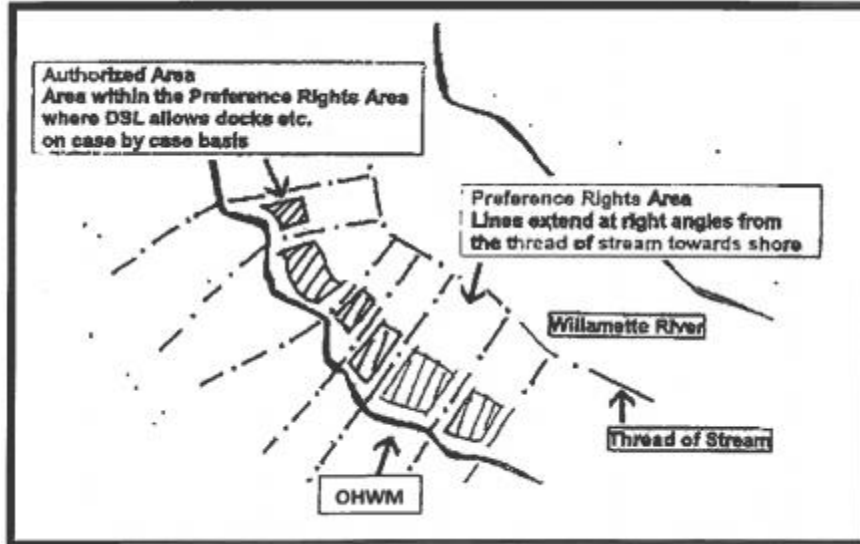 Authorized Area
Area within the Preference Rights Area
where DSL allows docks etc.
on case by case basis
Preference Rights Area
Lines extend at right angles from
the thread of stream towards shore
Willamette River
Thread of Stream
OHWM